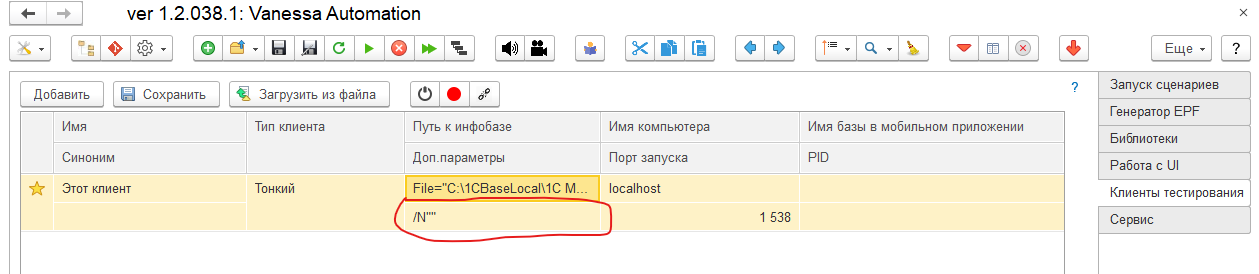 ver 1.2.038.1: Vanessa Automation
Еще
?
Добавить
Сохранить
Загрузить из файла
?
Имя
Тип клиента
Путь к инфобазе
Имя компьютера
Имя базы в мобильном приложении
Синоним
Доп.параметры
Порт запуска
PID
Этот клиент
Тонкий
File="C:\1CBaseLocal\1C M...
localhost
/N""
1 538
Запуск сценариев
Генератор EPF
Библиотеки
Работа с UI
Клиенты тестирования
Сервис